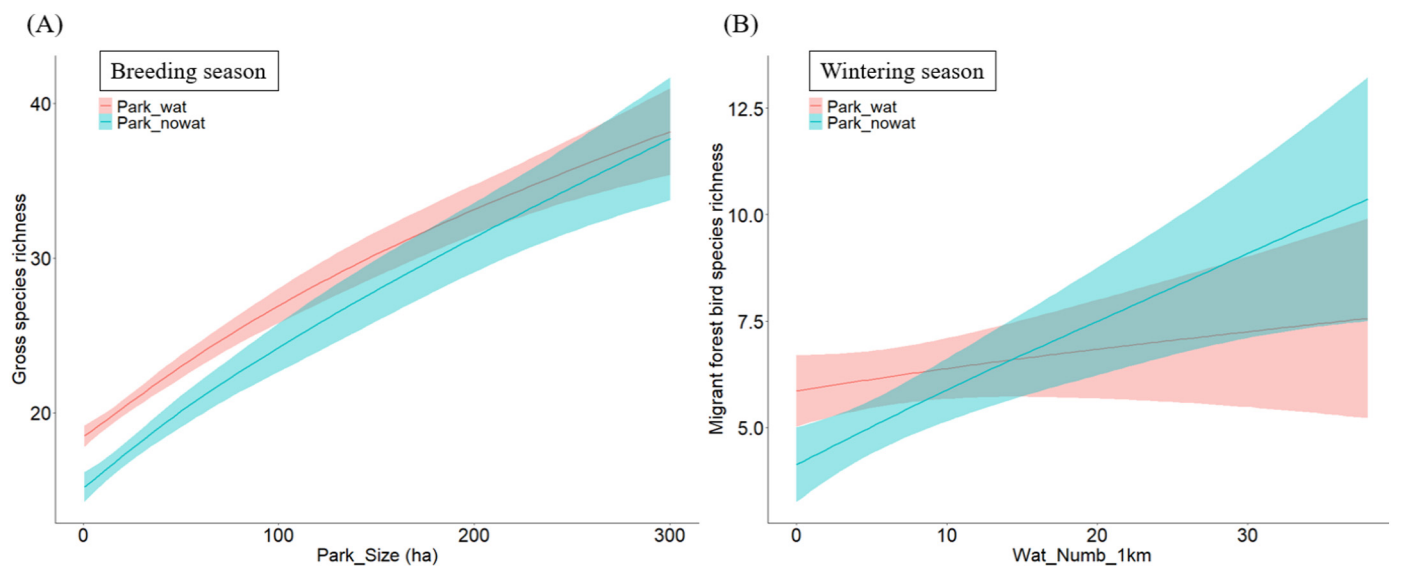 (A)
Breeding season
Park_wat
Park_nowat
Gross species richness
40
30
20
0
100
200
300
Park_Size (ha)
(B)
Wintering season
Park_wat
Park_nowat
Migrant forest bird species richness
12.5
10.0
7.5
5.0
0
10
20
30
Wat_Numb_1km